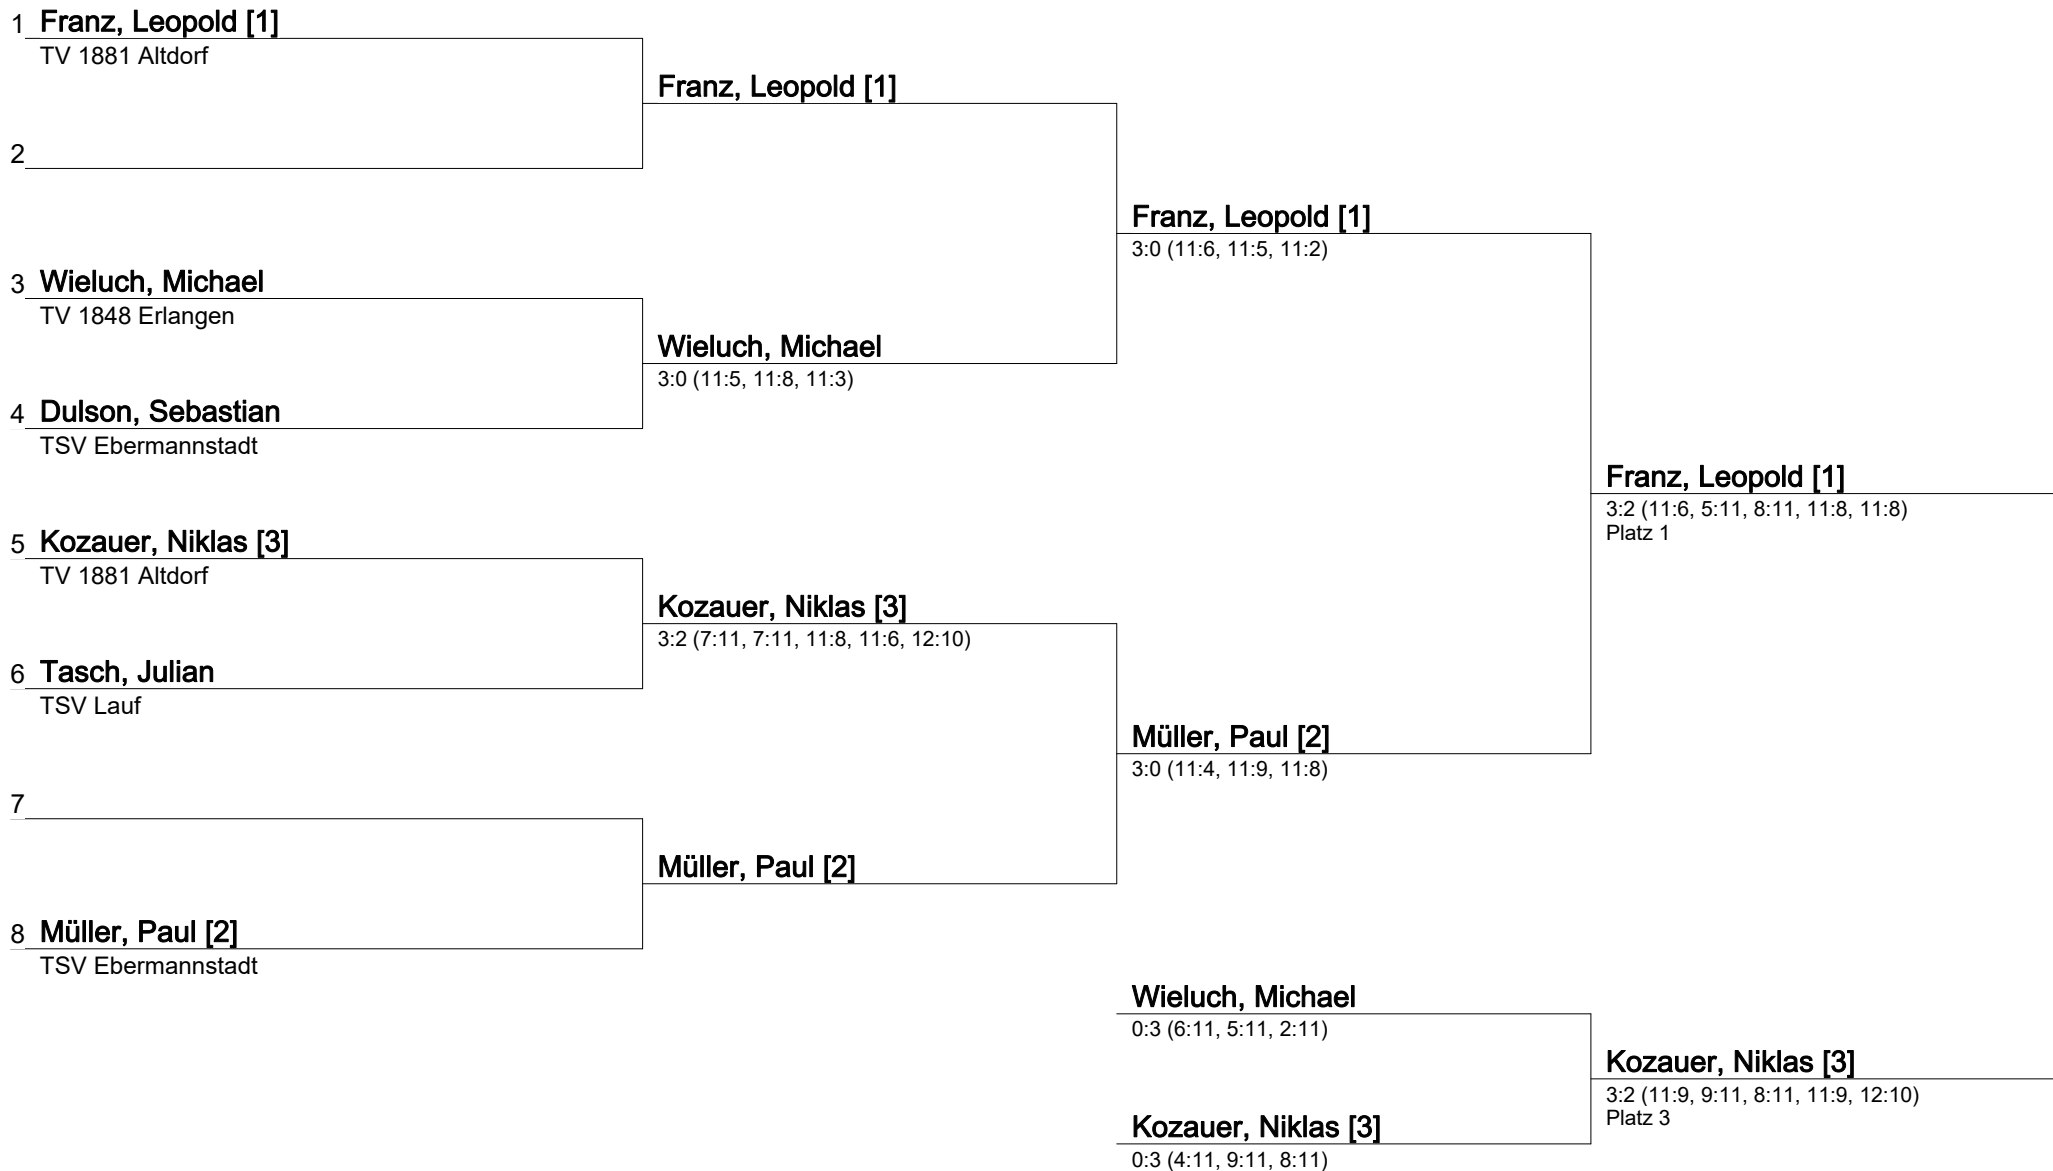 1 Franz, Leopold [1]
TV 1881 Altdorf
Franz, Leopold [1]
2
Franz, Leopold [1]
3:0 (11:6, 11:5, 11:2)
3 Wieluch, Michael
TV 1848 Erlangen
Wieluch, Michael
3:0 (11:5, 11:8, 11:3)
4 Dulson, Sebastian
TSV Ebermannstadt
Franz, Leopold [1]
3:2 (11:6, 5:11, 8:11, 11:8, 11:8)
Platz 1
5 Kozauer, Niklas [3]
TV 1881 Altdorf
Kozauer, Niklas [3]
3:2 (7:11, 7:11, 11:8, 11:6, 12:10)
6 Tasch, Julian
TSV Lauf
Müller, Paul [2]
3:0 (11:4, 11:9, 11:8)
7
Müller, Paul [2]
8 Müller, Paul [2]
TSV Ebermannstadt
Wieluch, Michael
0:3 (6:11, 5:11, 2:11)
Kozauer, Niklas [3]
3:2 (11:9, 9:11, 8:11, 11:9, 12:10)
Platz 3
Kozauer, Niklas [3]
0:3 (4:11, 9:11, 8:11)